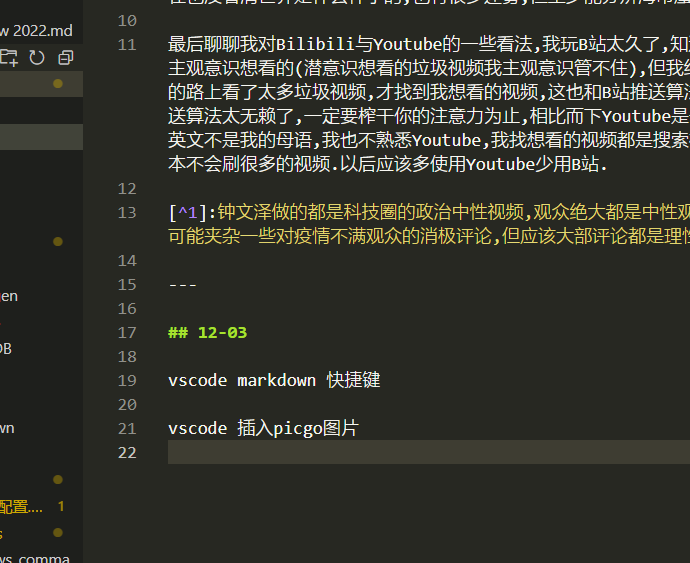 10
w 2022.md
11
最后聊聊我对Bilibili与Youtube的一些看法,我玩B站太久了,知
主观意识想看的(潜意识想看的垃圾视频我主观意识管不住),但我
的路上看了太多垃圾视频,才找到我想看的视频,这也和B站推送算
送算法太无赖了,一定要榨干你的注意力为止,相比而下Youtube是
英文不是我的母语,我也不熟悉Youtube,我找想看的视频都是搜索
本不会刷很多的视频.以后应该多使用Youtube少用B站.
12
13 [^1]:钟文泽做的都是科技圈的政治中性视频,观众绝大都是中性观
可能夹杂一些对疫情不满观众的消极评论,但应该大部评论都是理性
14
15 ---
gen
16
17 ## 12-03
DB
18
19 vscode markdown 快捷键
20
wn
21 vscode 插入picgo图片
22
配置.... 1
s
ws comma